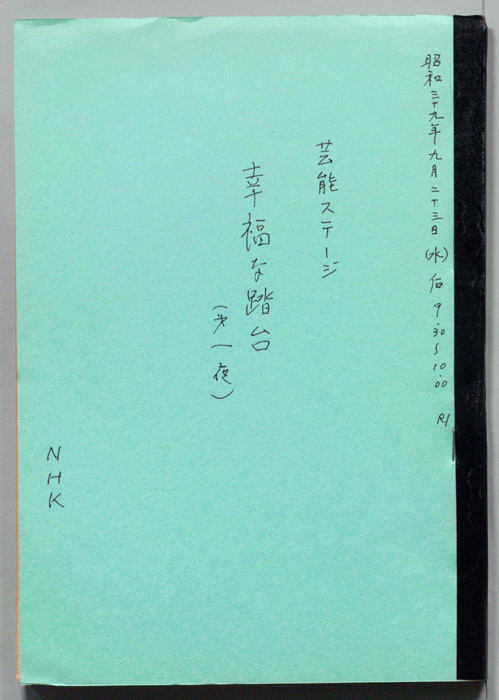 昭和三十九年九月二十三日(水)后9.30~10.00 R1
芸能ステージ
幸福な踏台
(第一夜)
NHK